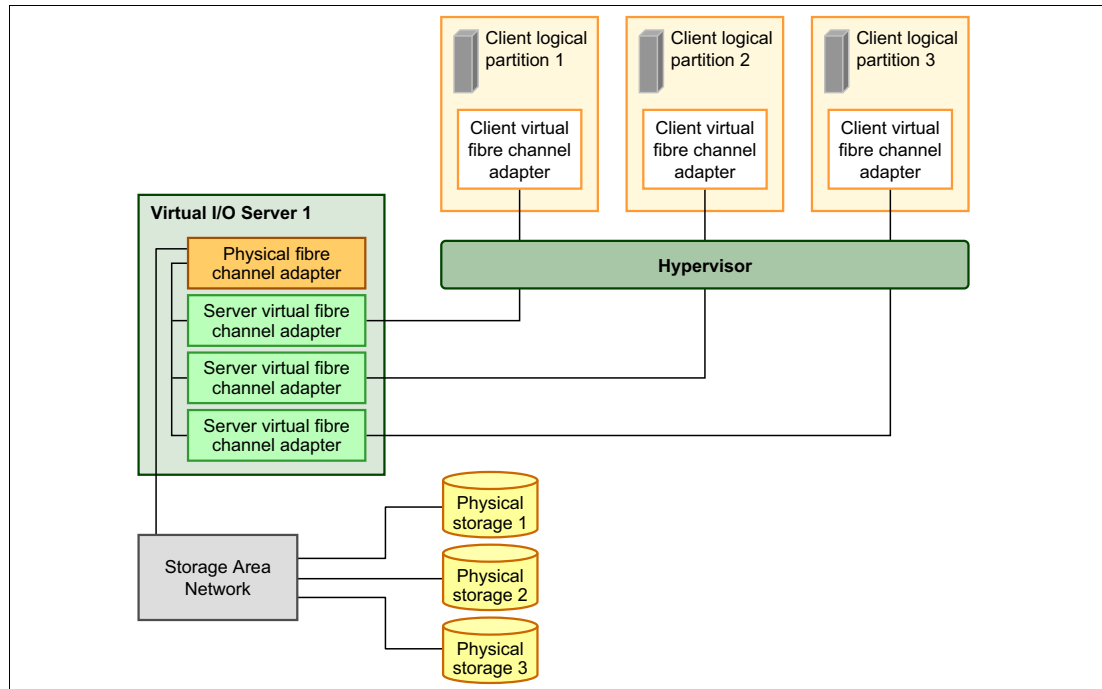 Client logical
partition 1
Client logical
partition 2
Client logical
partition 3
Client virtual
fibre channel
adapter
Client virtual
fibre channel
adapter
Client virtual
fibre channel
adapter
Virtual I/O Server 1
Physical fibre
channel adapter
Hypervisor
Server virtual fibre
channel adapter
Server virtual fibre
channel adapter
Server virtual fibre
channel adapter
Physical
storage 1
Storage Area
Network
Physical
storage 2
Physical
storage 3